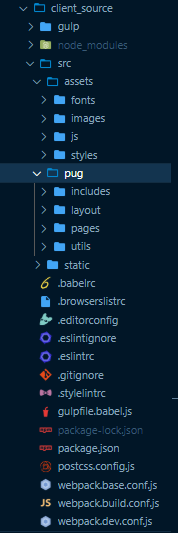 client_source
gulp
node_modules
src
assets
fonts
images
js
styles
pug
includes
layout
pages
utils
static
.babelrc
.browserslistrc
.editorconfig
.eslintignore
.eslintrc
.gitignore
.stylelintrc
gulpfile.babel.js
package-lock.json
package.json
postcss.config.js
webpack.base.conf.js
webpack.build.conf.js
webpack.dev.conf.js